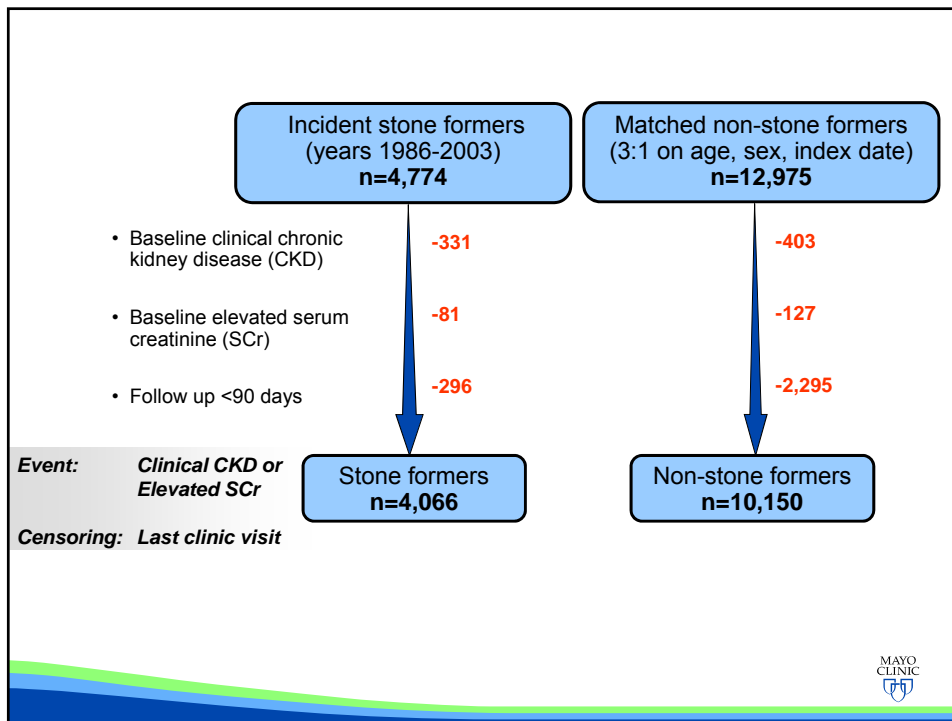 Incident stone formers
(years 1986-2003)
n=4,774
Matched non-stone formers
(3:1 on age, sex, index date)
n=12,975
• Baseline clinical chronic
kidney disease (CKD)
-331
-403
• Baseline elevated serum
creatinine (SCr)
-81
-127
• Follow up <90 days
-296
-2,295
Event: Clinical CKD or
Elevated SCr
Censoring: Last clinic visit
Stone formers
n=4,066
Non-stone formers
n=10,150
MAYO
CLINIC